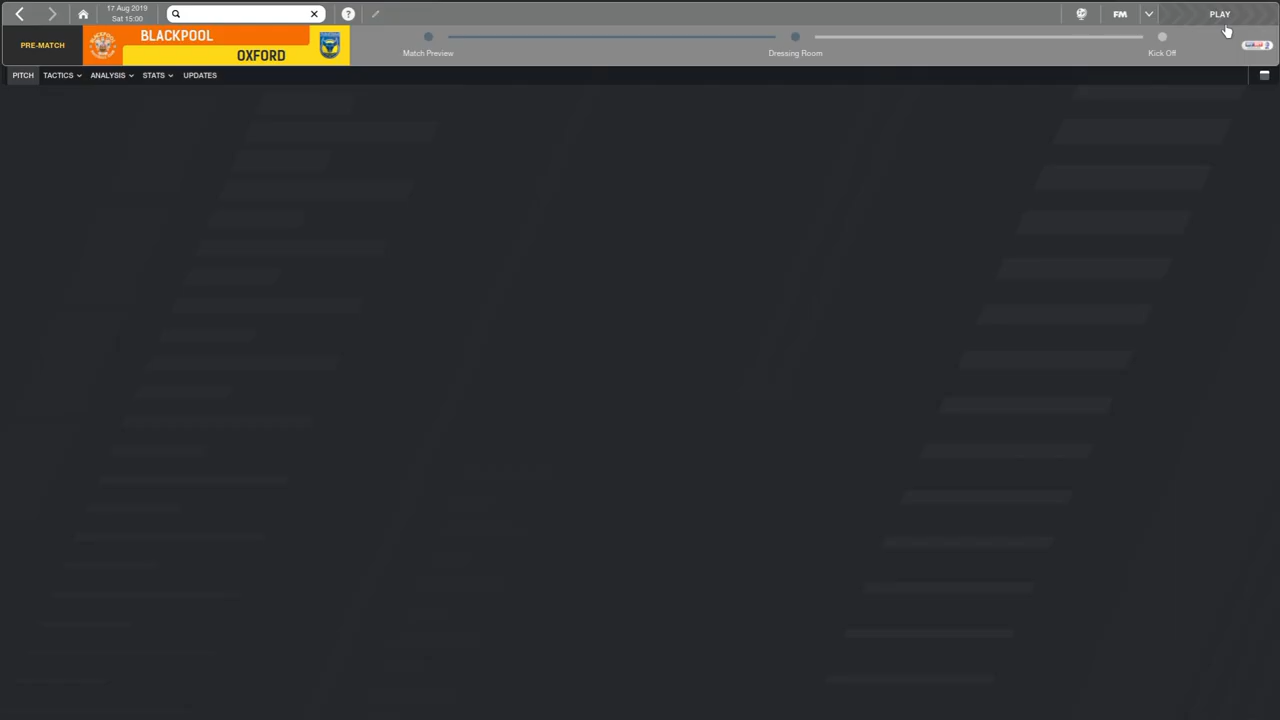 17 Aug 2019
Sat 15:00
?
FM
PLAY
PRE-MATCH
BLACKPOOL
OXFORD
Match Preview
Dressing Room
Kick Off
PITCH
TACTICS
ANALYSIS
STATS
UPDATES